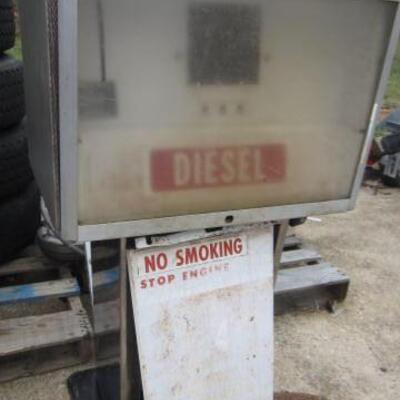 DIESEL
NO SMOKING
STOP ENGINE